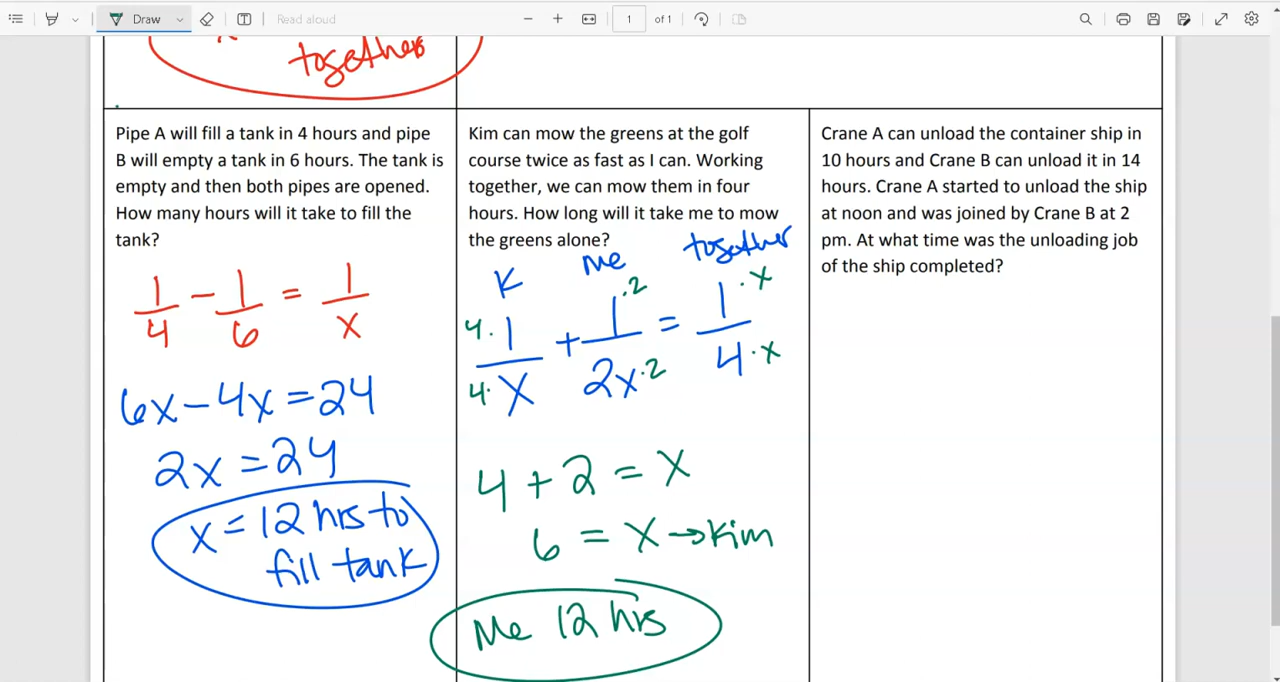 Draw
Read aloud
1 of 1
together
Pipe A will fill a tank in 4 hours and pipe
B will empty a tank in 6 hours. The tank is
empty and then both pipes are opened.
How many hours will it take to fill the
tank?
1/4 - 1/6 = 1/x
6x - 4x = 24
2x = 24
x = 12 hrs to
fill tank
Kim can mow the greens at the golf
course twice as fast as I can. Working
together, we can mow them in four
hours. How long will it take me to mow
the greens alone?
K me together
4· 1 + 1 ·2 = 1 ·x
4· x 2x ·2 4 ·x
4 + 2 = x
6 = x → Kim
Me 12 hrs
Crane A can unload the container ship in
10 hours and Crane B can unload it in 14
hours. Crane A started to unload the ship
at noon and was joined by Crane B at 2
pm. At what time was the unloading job
of the ship completed?